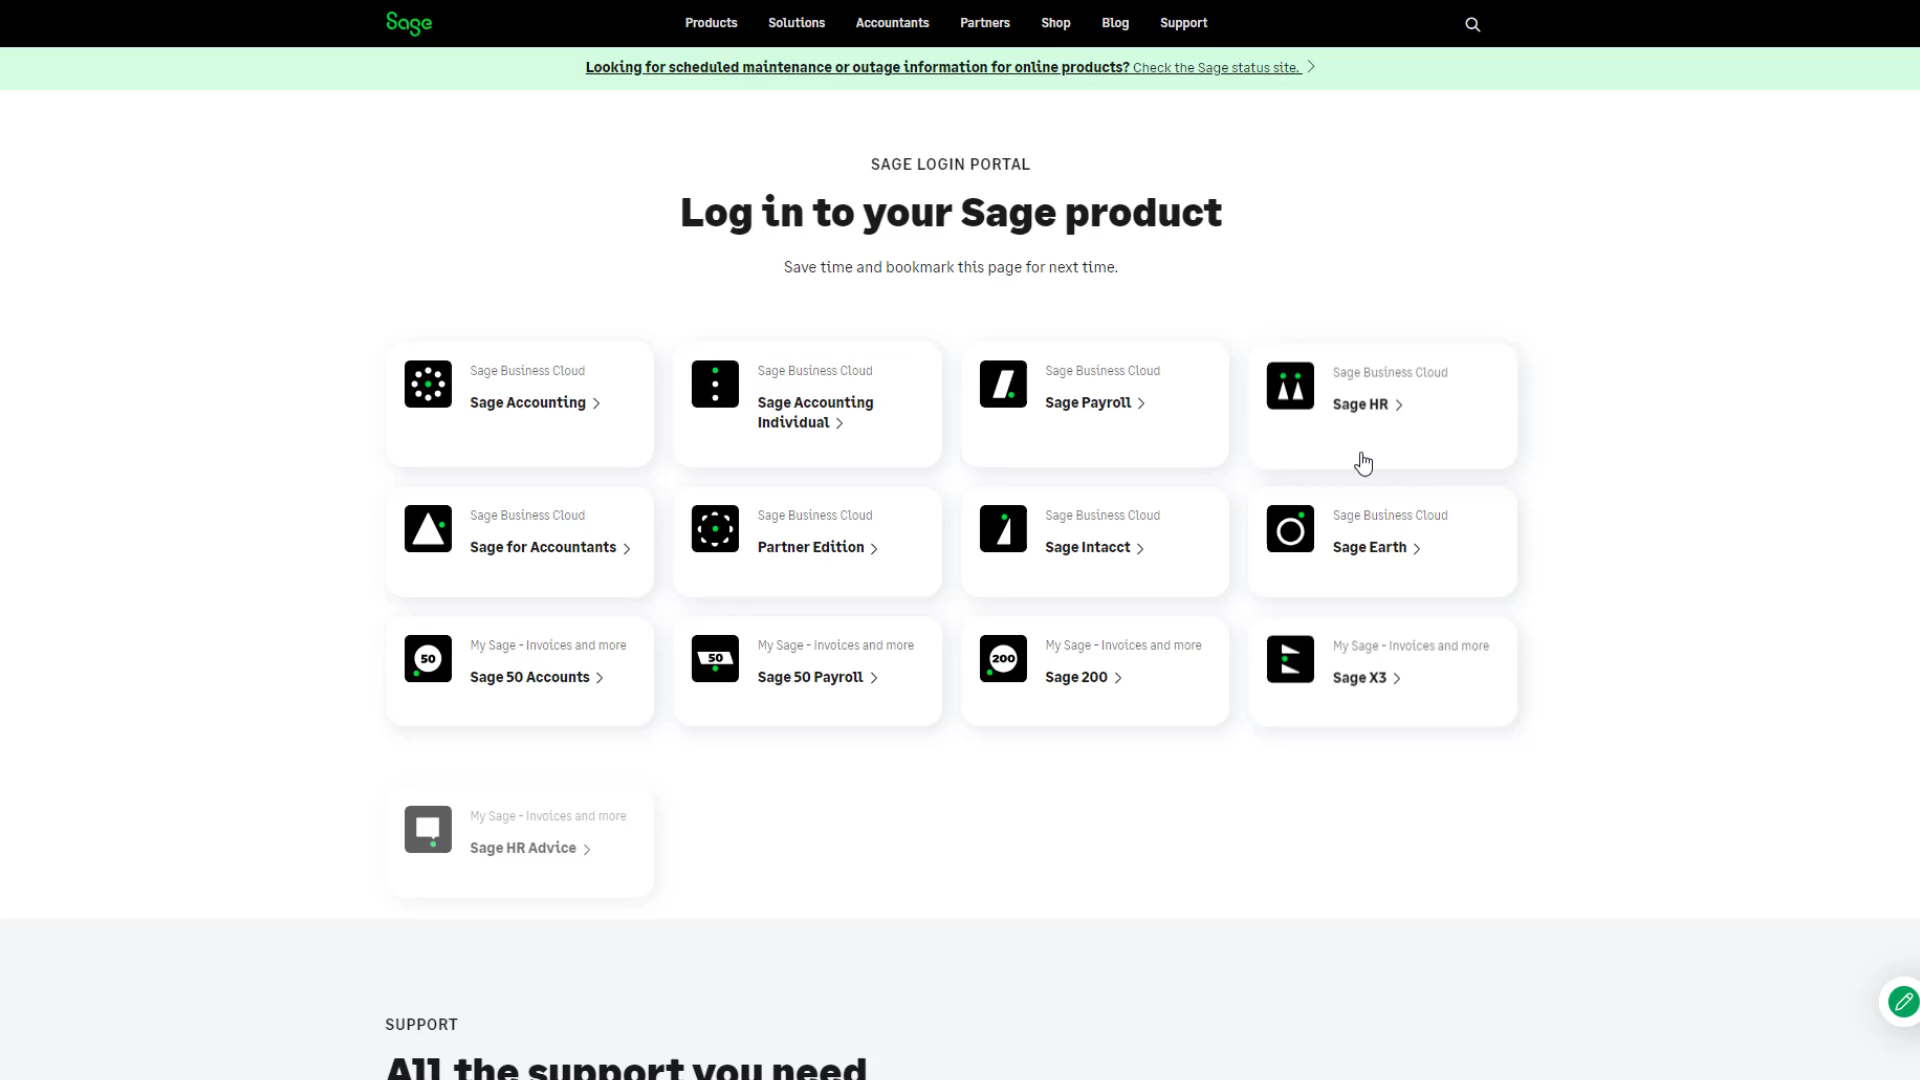 Sage
Products Solutions Accountants Partners Shop Blog Support
Looking for scheduled maintenance or outage information for online products? Check the Sage status site.
SAGE LOGIN PORTAL
Log in to your Sage product
Save time and bookmark this page for next time.
Sage Business Cloud
Sage Accounting
Sage Business Cloud
Sage Accounting
Individual
Sage Business Cloud
Sage Payroll
Sage Business Cloud
Sage HR
Sage Business Cloud
Sage for Accountants
Sage Business Cloud
Partner Edition
Sage Business Cloud
Sage Intacct
Sage Business Cloud
Sage Earth
50
My Sage - Invoices and more
Sage 50 Accounts
50
My Sage - Invoices and more
Sage 50 Payroll
200
My Sage - Invoices and more
Sage 200
My Sage - Invoices and more
Sage X3
My Sage - Invoices and more
Sage HR Advice
SUPPORT
All the support you need